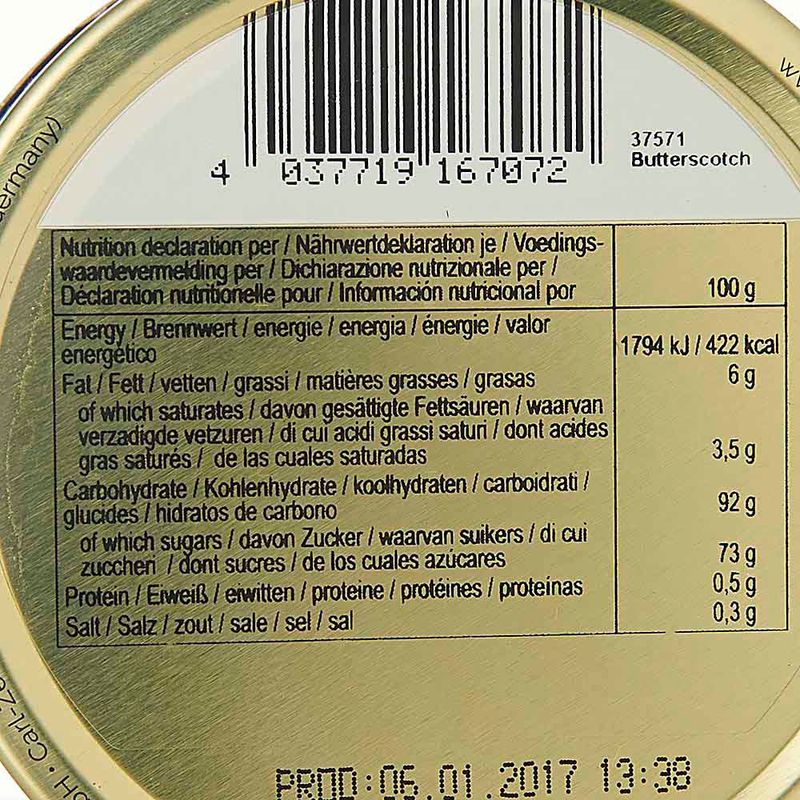 4 037719 167072
37571
Butterscotch
Nutrition declaration per / Nährwertdeklaration je / Voedings-
waardevermelding per / Dichiarazione nutrizionale per /
Déclaration nutritionelle pour / Información nutricional por 100 g
Energy / Brennwert / energie / energia / énergie / valor
energético 1794 kJ / 422 kcal
Fat / Fett / vetten / grassi / matières grasses / grasas 6 g
of which saturates / davon gesättigte Fettsäuren / waarvan
verzadigde vetzuren / di cui acidi grassi saturi / dont acides
gras saturés / de las cuales saturadas 3,5 g
Carbohydrate / Kohlenhydrate / koolhydraten / carboidrati /
glucides / hidratos de carbono 92 g
of which sugars / davon Zucker / waarvan suikers / di cui
zuccheri / dont sucres / de los cuales azúcares 73 g
Protein / Eiweiß / eiwitten / proteine / protéines / proteínas 0,5 g
Salt / Salz / zout / sale / sel / sal 0,3 g
PROD:06.01.2017 13:38